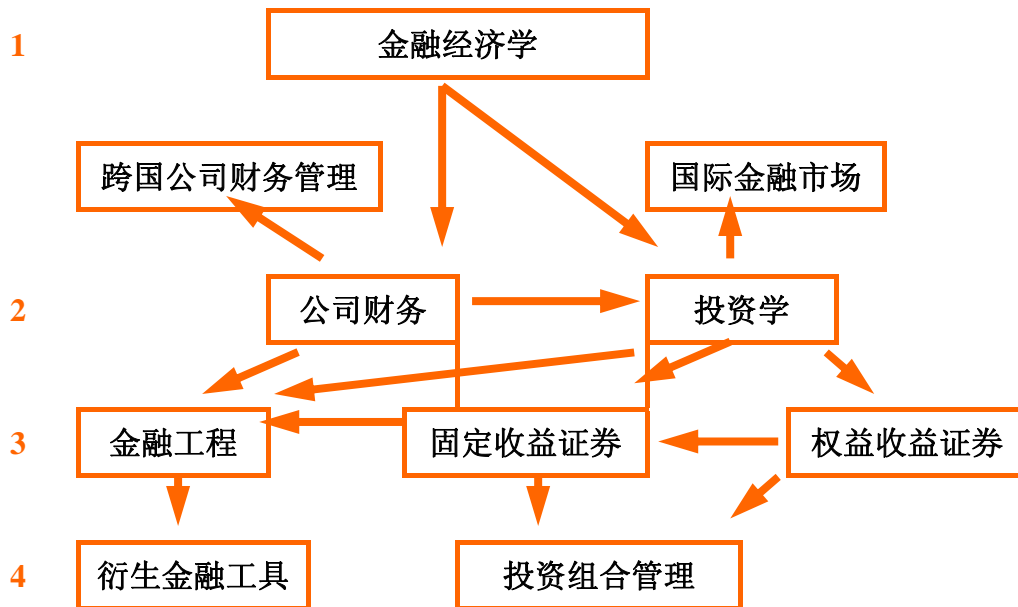 1
金融经济学
跨国公司财务管理
国际金融市场
2
公司财务
投资学
3
金融工程
固定收益证券
权益收益证券
4
衍生金融工具
投资组合管理